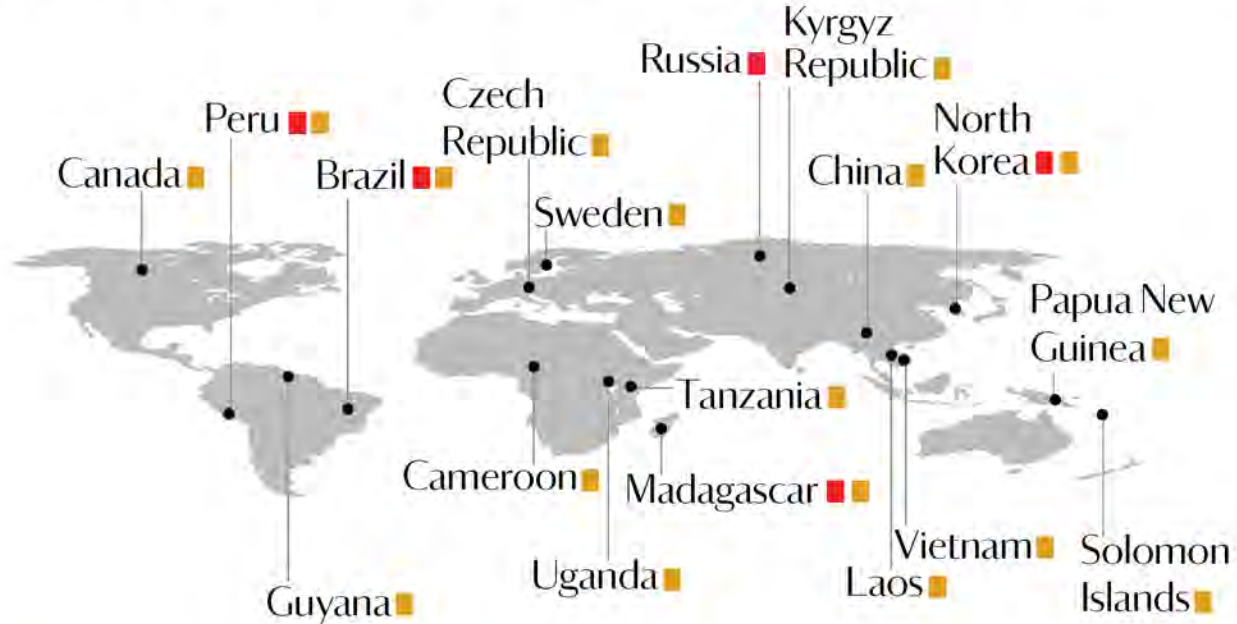 Kyrgyz
Republic
Russia
Czech
Republic
Peru
North
Korea
Canada
Brazil
China
Sweden
Papua New
Guinea
Tanzania
Cameroon
Madagascar
Vietnam
Solomon
Islands
Uganda
Laos
Guyana